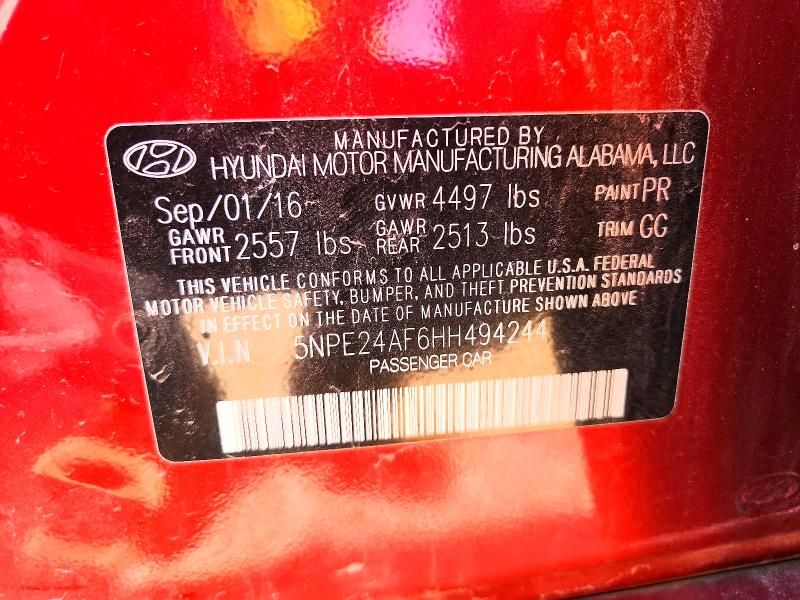 MANUFACTURED BY
HYUNDAI MOTOR MANUFACTURING ALABAMA, LLC
Sep/01/16 GVWR 4497 lbs PAINT PR
GAWR FRONT 2557 lbs GAWR REAR 2513 lbs TRIM GG
THIS VEHICLE CONFORMS TO ALL APPLICABLE U.S.A. FEDERAL
MOTOR VEHICLE SAFETY, BUMPER, AND THEFT PREVENTION STANDARDS
IN EFFECT ON THE DATE OF MANUFACTURE SHOWN ABOVE
V.I.N 5NPE24AF6HH494244
PASSENGER CAR